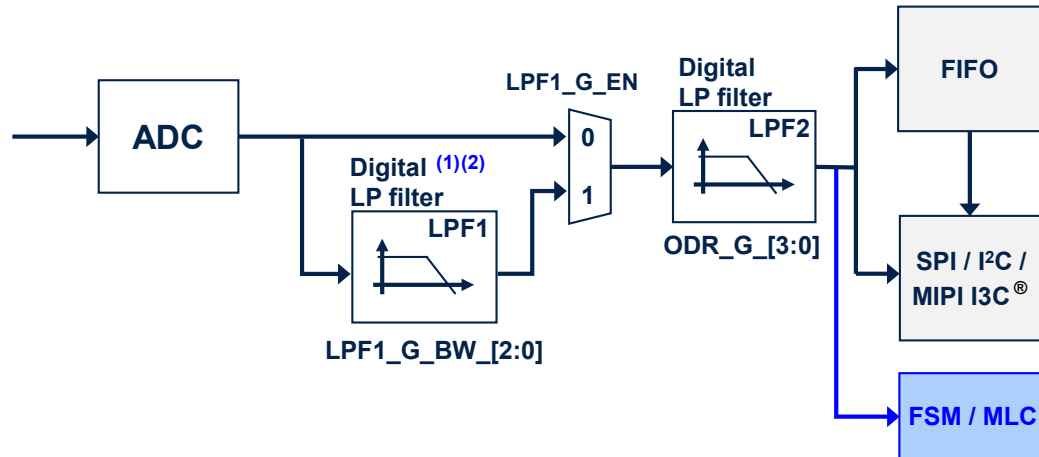 ADC
LPF1_G_EN
0
1
Digital (1)(2)
LP filter
LPF1
LPF1_G_BW_[2:0]
Digital
LP filter
LPF2
ODR_G_[3:0]
FIFO
SPI / I²C /
MIPI I3C®
FSM / MLC